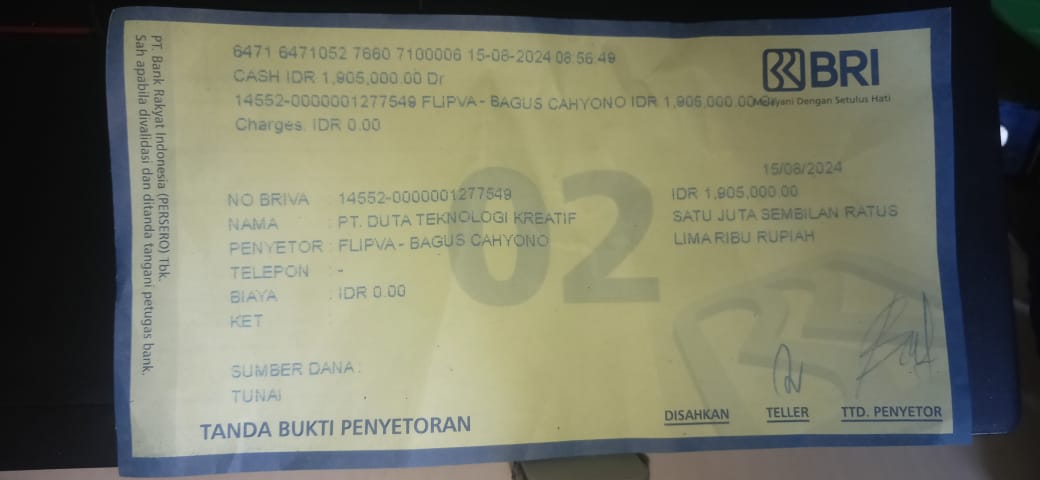 6471 6471052 7660 7100006 15-08-2024 08:56:49
CASH IDR 1,905,000.00 Dr
14552-0000001277549 FLIPVA - BAGUS CAHYONO IDR 1,905,000.00
Charges. IDR 0.00
BRI
Melayani Dengan Setulus Hati
15/08/2024
NO BRIVA : 14552-0000001277549 IDR 1,905,000.00
NAMA : PT. DUTA TEKNOLOGI KREATIF SATU JUTA SEMBILAN RATUS
PENYETOR : FLIPVA - BAGUS CAHYONO LIMA RIBU RUPIAH
TELEPON : -
BIAYA : IDR 0.00
KET
02
SUMBER DANA :
TUNAI
TANDA BUKTI PENYETORAN
DISAHKAN TELLER TTD. PENYETOR
PT. Bank Rakyat Indonesia (PERSERO) Tbk.
Sah apabila divalidasi dan ditanda tangani petugas bank.